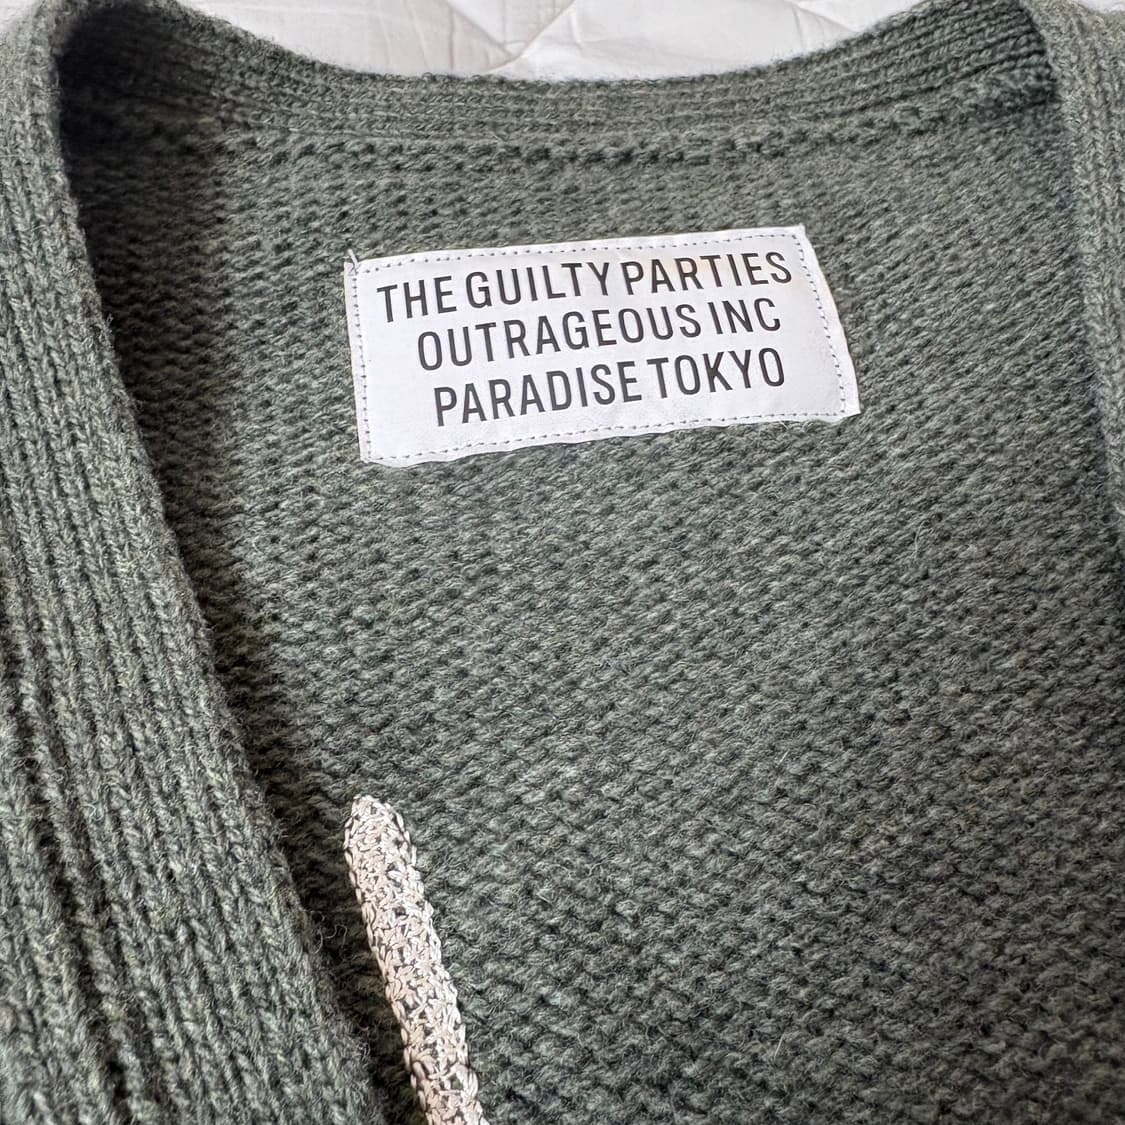 THE GUILTY PARTIES
OUTRAGEOUS INC
PARADISE TOKYO